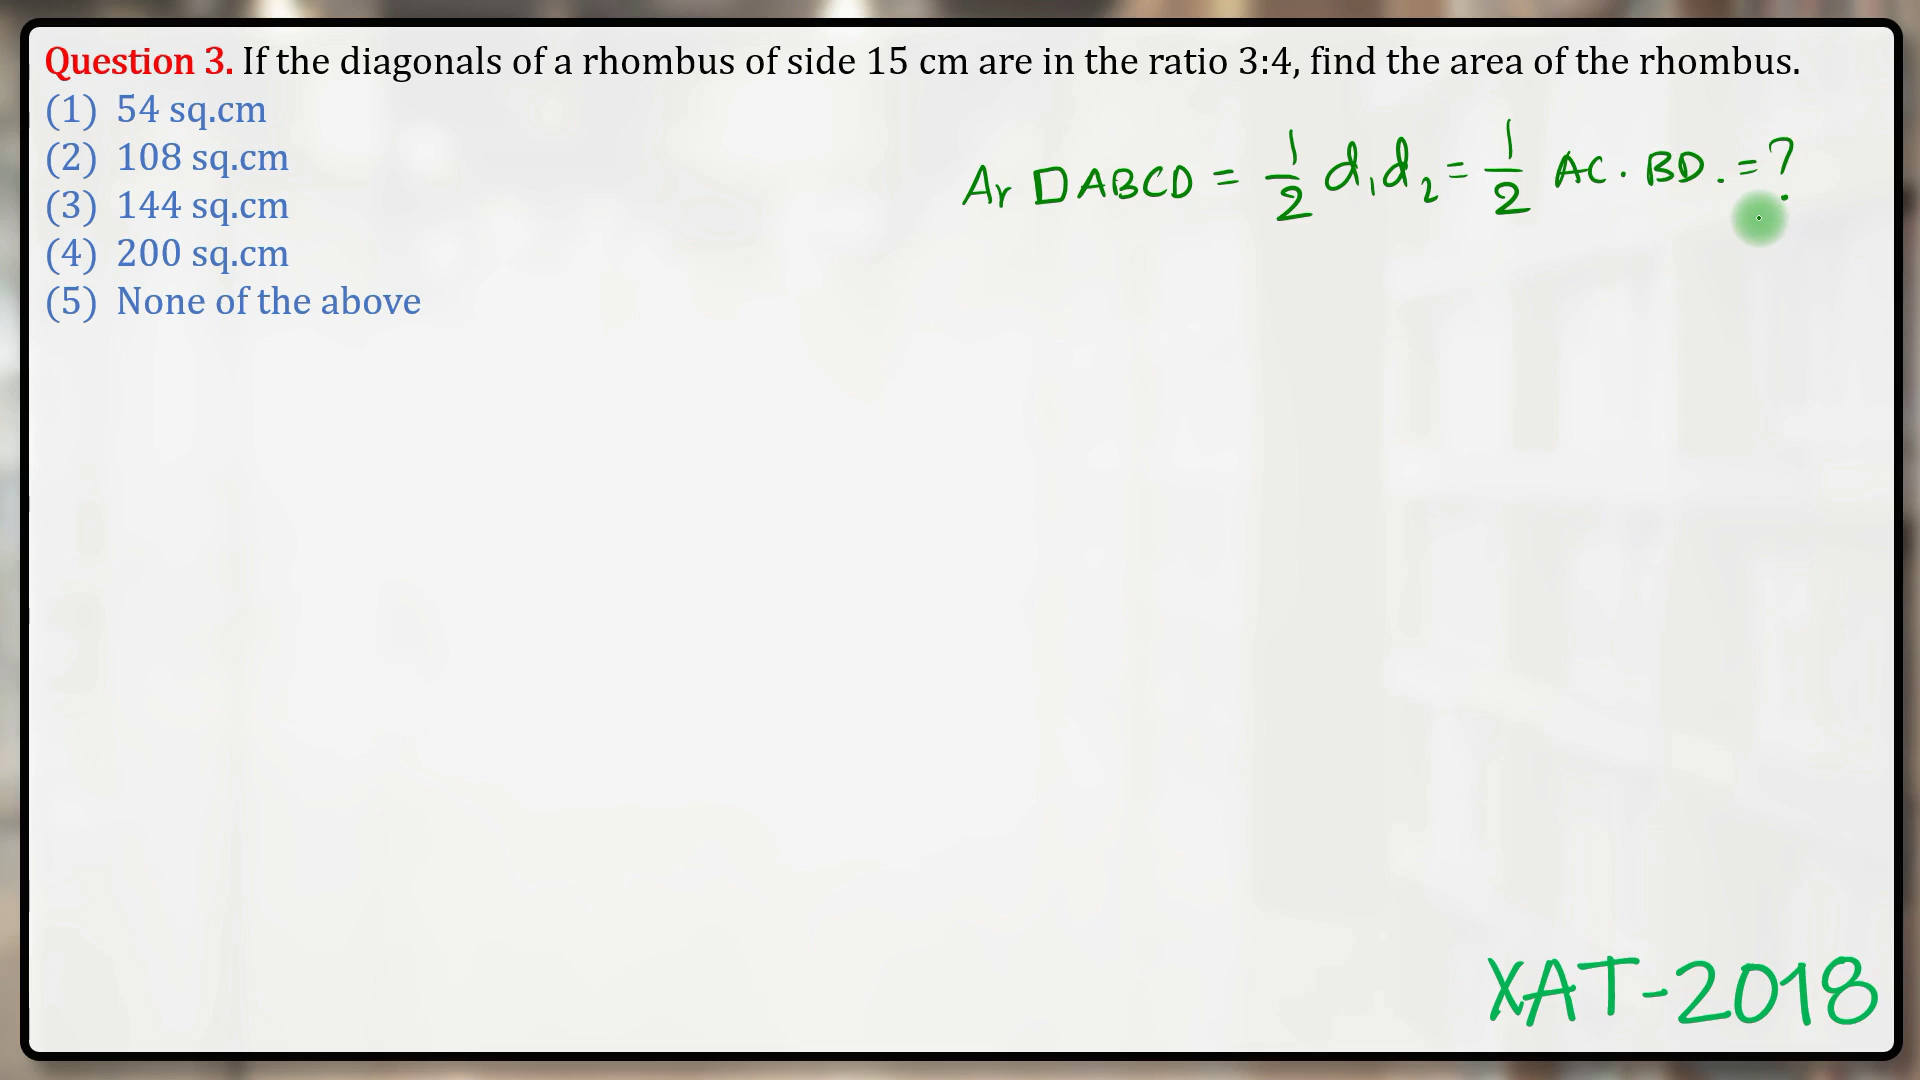 Question 3. If the diagonals of a rhombus of side 15 cm are in the ratio 3:4, find the area of the rhombus.
(1) 54 sq.cm
(2) 108 sq.cm
(3) 144 sq.cm
(4) 200 sq.cm
(5) None of the above
Ar □ABCD = 1/2 d₁d₂ = 1/2 AC · BD. = ?
XAT-2018